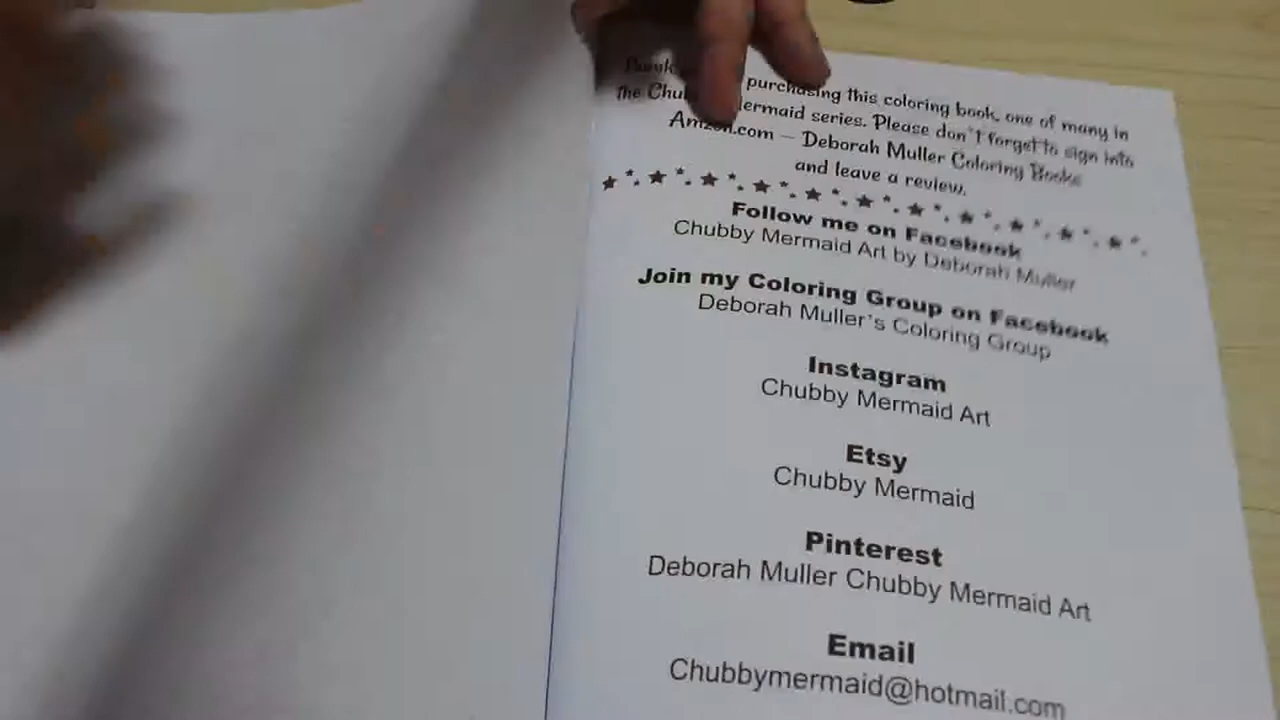 purchasing this coloring book, one of many in
the Mermaid series. Please don't forget to sign into
Amazon.com — Deborah Muller Coloring Books
and leave a review.
Follow me on Facebook
Chubby Mermaid Art by Deborah Muller
Join my Coloring Group on Facebook
Deborah Muller's Coloring Group
Instagram
Chubby Mermaid Art
Etsy
Chubby Mermaid
Pinterest
Deborah Muller Chubby Mermaid Art
Email
Chubbymermaid@hotmail.com